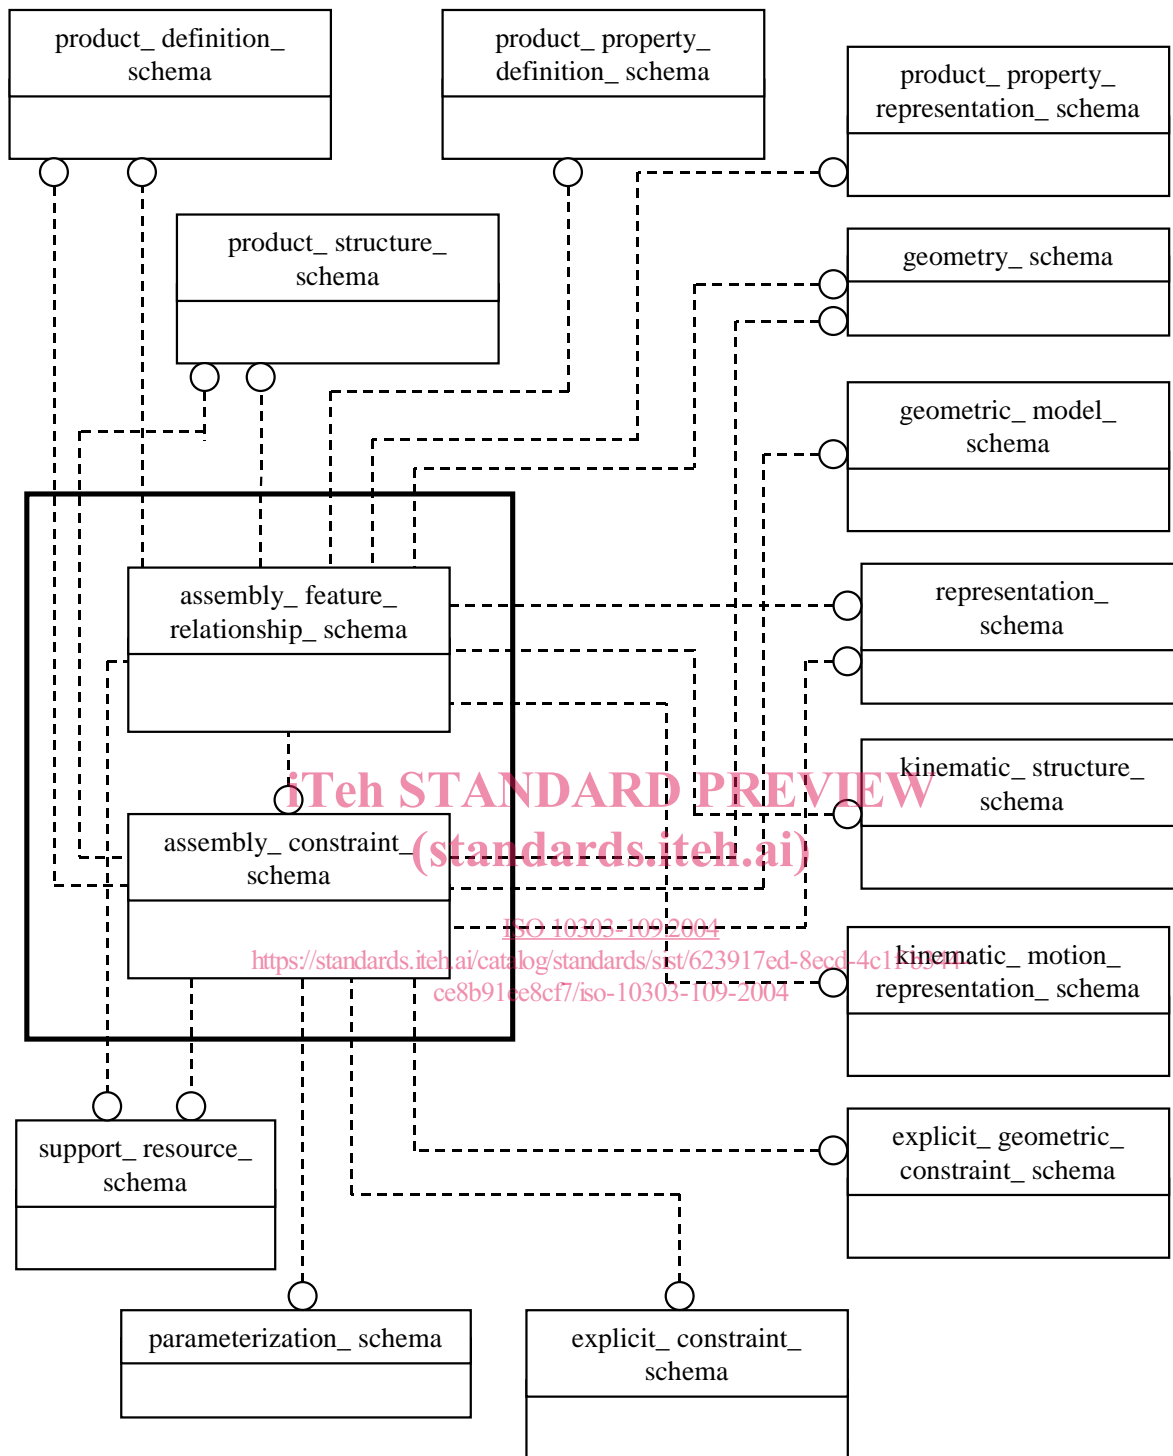 product_ definition_
schema
product_ property_
definition_ schema
product_ property_
representation_ schema
product_ structure_
schema
geometry_ schema
geometric_ model_
schema
assembly_ feature_
relationship_ schema
representation_
schema
kinematic_ structure_
schema
iTeh STANDARD PREVIEW
(standards.iteh.ai)
assembly_ constraint_
schema
ISO 10303-109:2004
https://standards.iteh.ai/catalog/standards/sist/623917ed-8ecd-4c1f-b344-
ce8b91ee8cf7/iso-10303-109-2004
kinematic_ motion_
representation_ schema
support_ resource_
schema
explicit_ geometric_
constraint_ schema
parameterization_ schema
explicit_ constraint_
schema